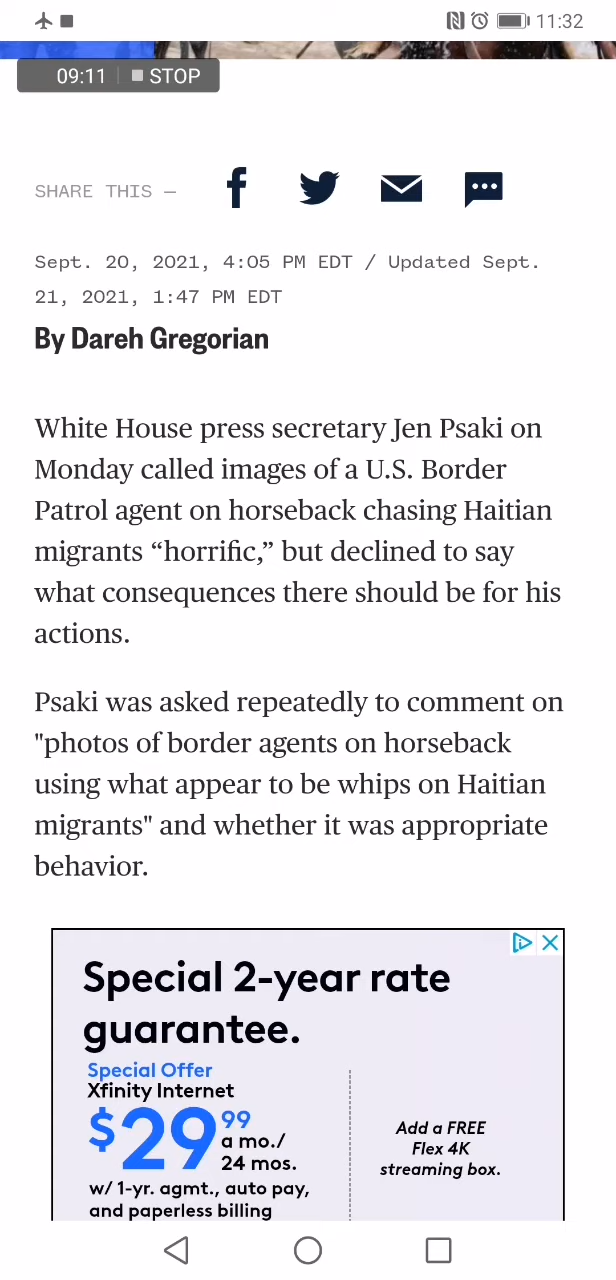 11:32
09:11 STOP
SHARE THIS —
Sept. 20, 2021, 4:05 PM EDT / Updated Sept.
21, 2021, 1:47 PM EDT
By Dareh Gregorian
White House press secretary Jen Psaki on
Monday called images of a U.S. Border
Patrol agent on horseback chasing Haitian
migrants “horrific,” but declined to say
what consequences there should be for his
actions.
Psaki was asked repeatedly to comment on
"photos of border agents on horseback
using what appear to be whips on Haitian
migrants" and whether it was appropriate
behavior.
Special 2-year rate
guarantee.
Special Offer
Xfinity Internet
$29 99
a mo./
24 mos.
w/ 1-yr. agmt., auto pay,
and paperless billing
Add a FREE
Flex 4K
streaming box.